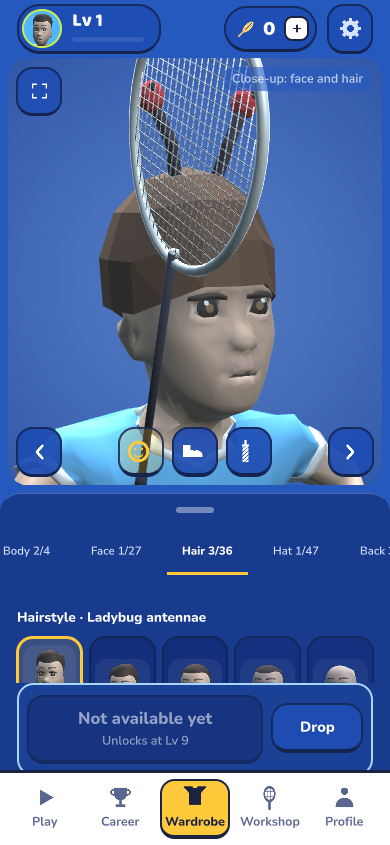 Lv 1
0
Close-up: face and hair
Body 2/4
Face 1/27
Hair 3/36
Hat 1/47
Back
Hairstyle · Ladybug antennae
Not available yet
Unlocks at Lv 9
Drop
Play
Career
Wardrobe
Workshop
Profile